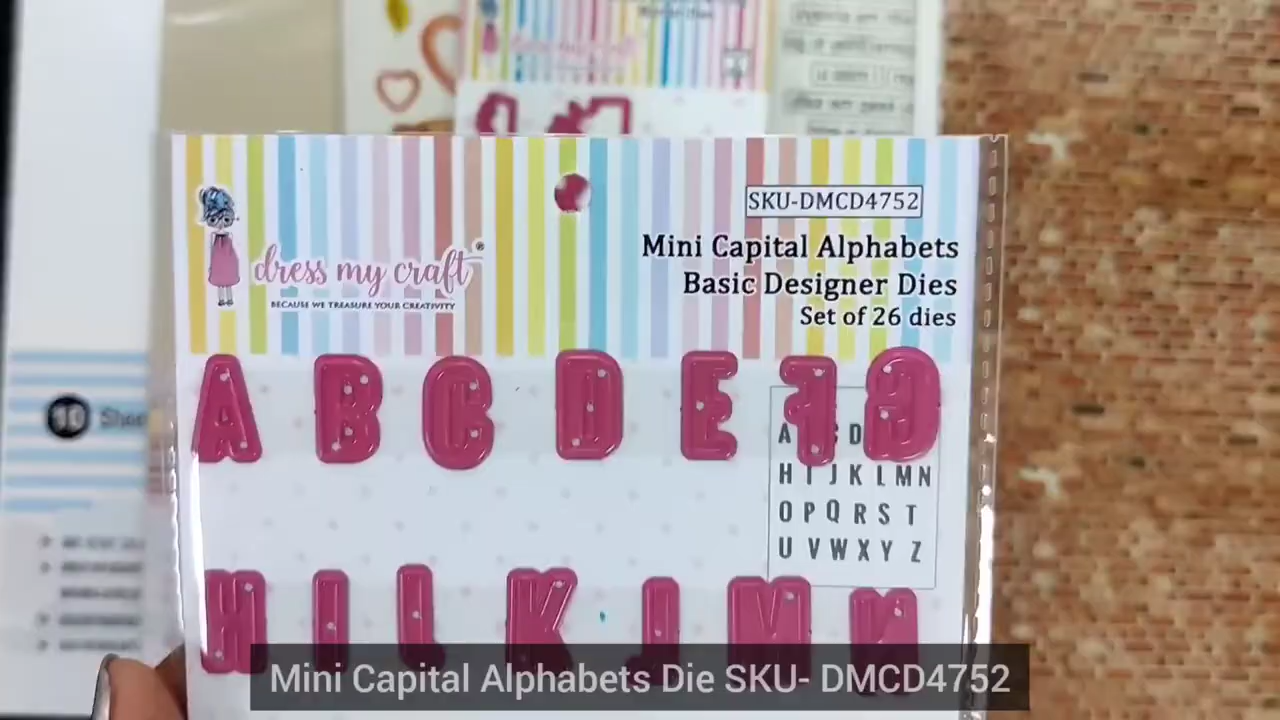 SKU-DMCD4752
dress my craft®
BECAUSE WE TREASURE YOUR CREATIVITY
Mini Capital Alphabets
Basic Designer Dies
Set of 26 dies
A B C D E
A D
H I J K L M N
O P Q R S T
U V W X Y Z
10
H I J K M
Mini Capital Alphabets Die SKU- DMCD4752